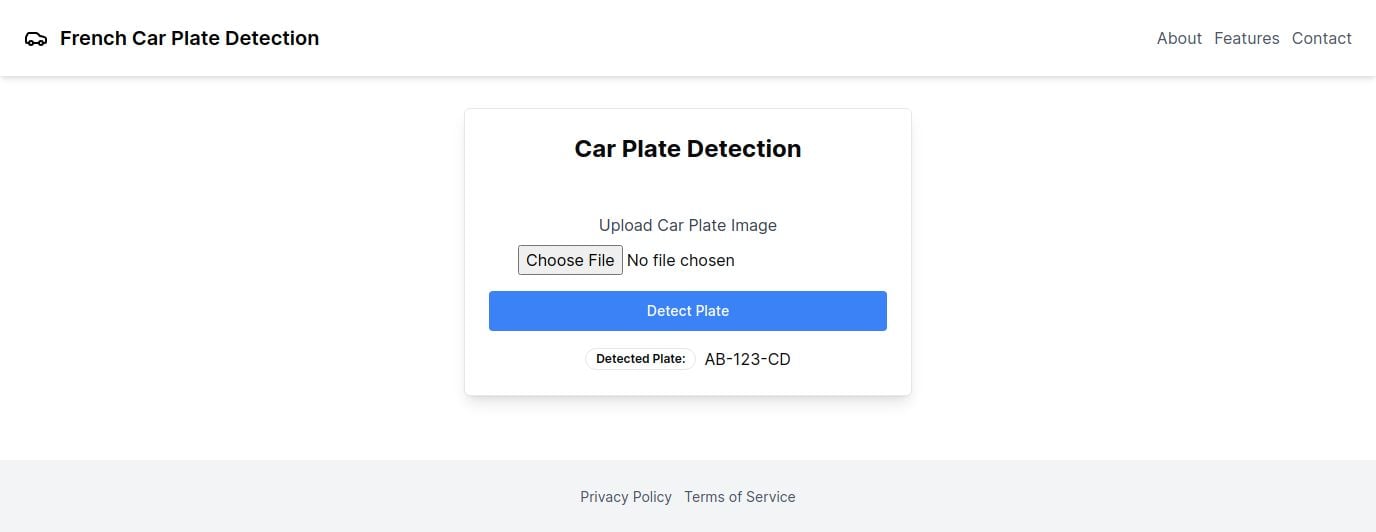 French Car Plate Detection
About Features Contact
Car Plate Detection
Upload Car Plate Image
Choose File No file chosen
Detect Plate
Detected Plate: AB-123-CD
Privacy Policy Terms of Service